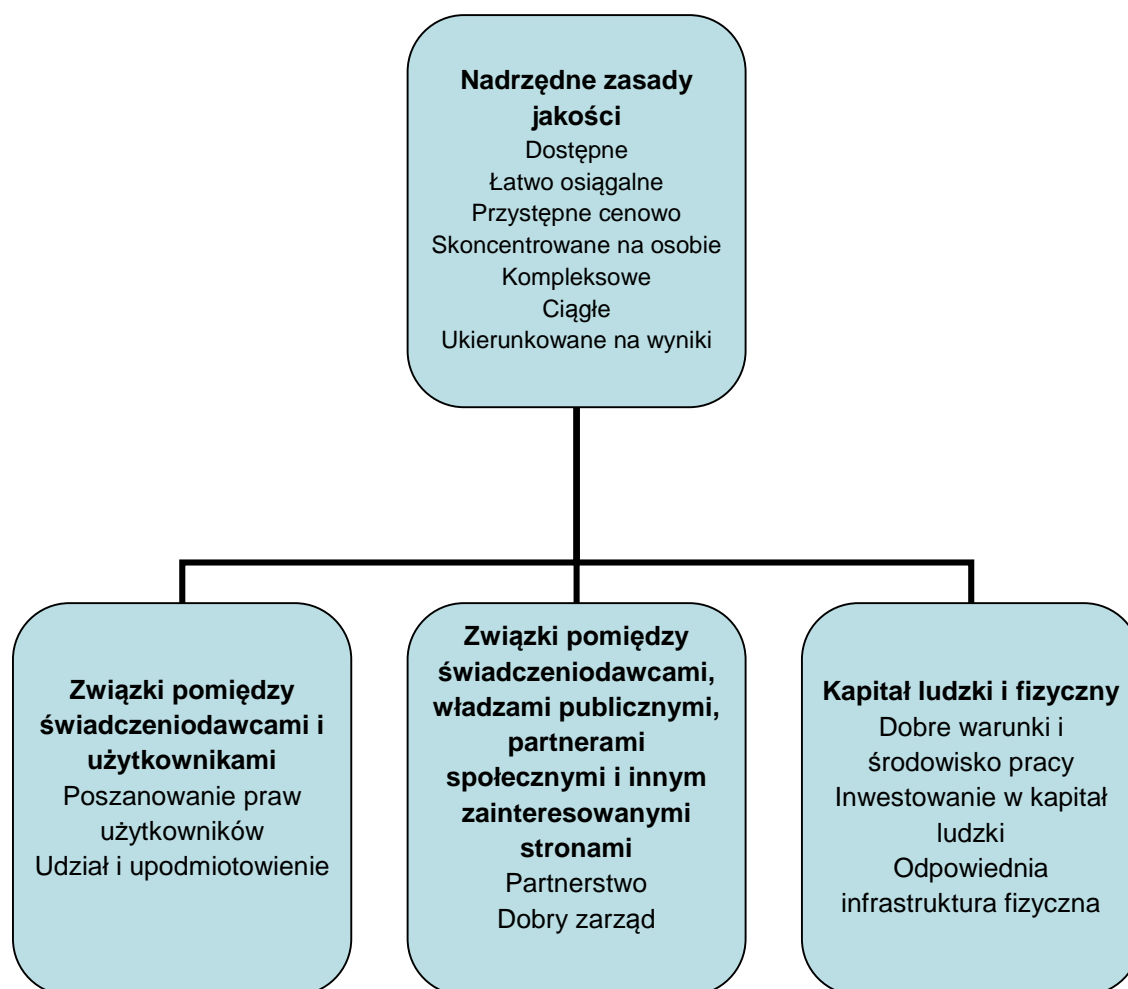 Nadrzędne zasady
jakości
Dostępne
Łatwo osiągalne
Przystępne cenowo
Skoncentrowane na osobie
Kompleksowe
Ciągłe
Ukierunkowane na wyniki
Związki pomiędzy
świadczeniodawcami i
użytkownikami
Poszanowanie praw
użytkowników
Udział i upodmiotowienie
Związki pomiędzy
świadczeniodawcami,
władzami publicznymi,
partnerami
społecznymi i innym
zainteresowanymi
stronami
Partnerstwo
Dobry zarząd
Kapitał ludzki i fizyczny
Dobre warunki i
środowisko pracy
Inwestowanie w kapitał
ludzki
Odpowiednia
infrastruktura fizyczna